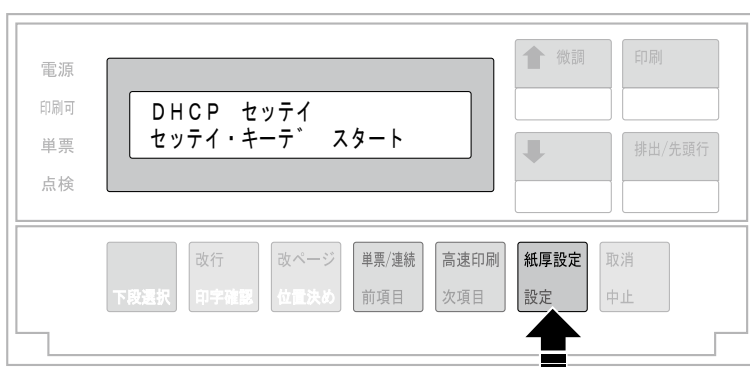 電源
印刷可
単票
点検
DHCP セッテイ
セッテイ・キーデ スタート
微調
印刷
排出/先頭行
下段選択
改行
印字確認
改ページ
位置決め
単票/連続
前項目
高速印刷
次項目
紙厚設定
設定
取消
中止